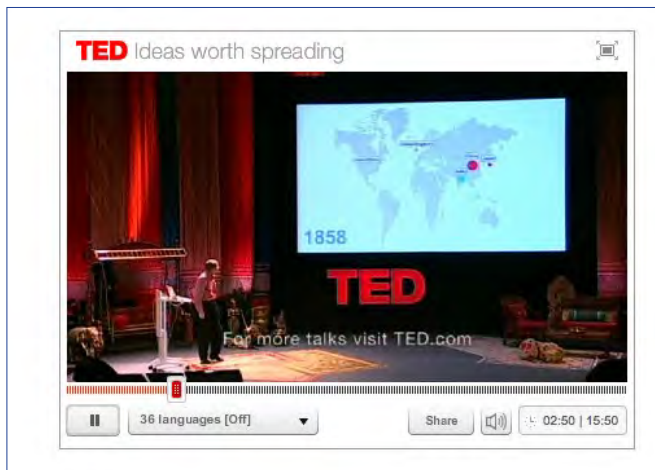 TED Ideas worth spreading
1858
TED
For more talks visit TED.com
36 languages [Off]
Share
02:50 | 15:50